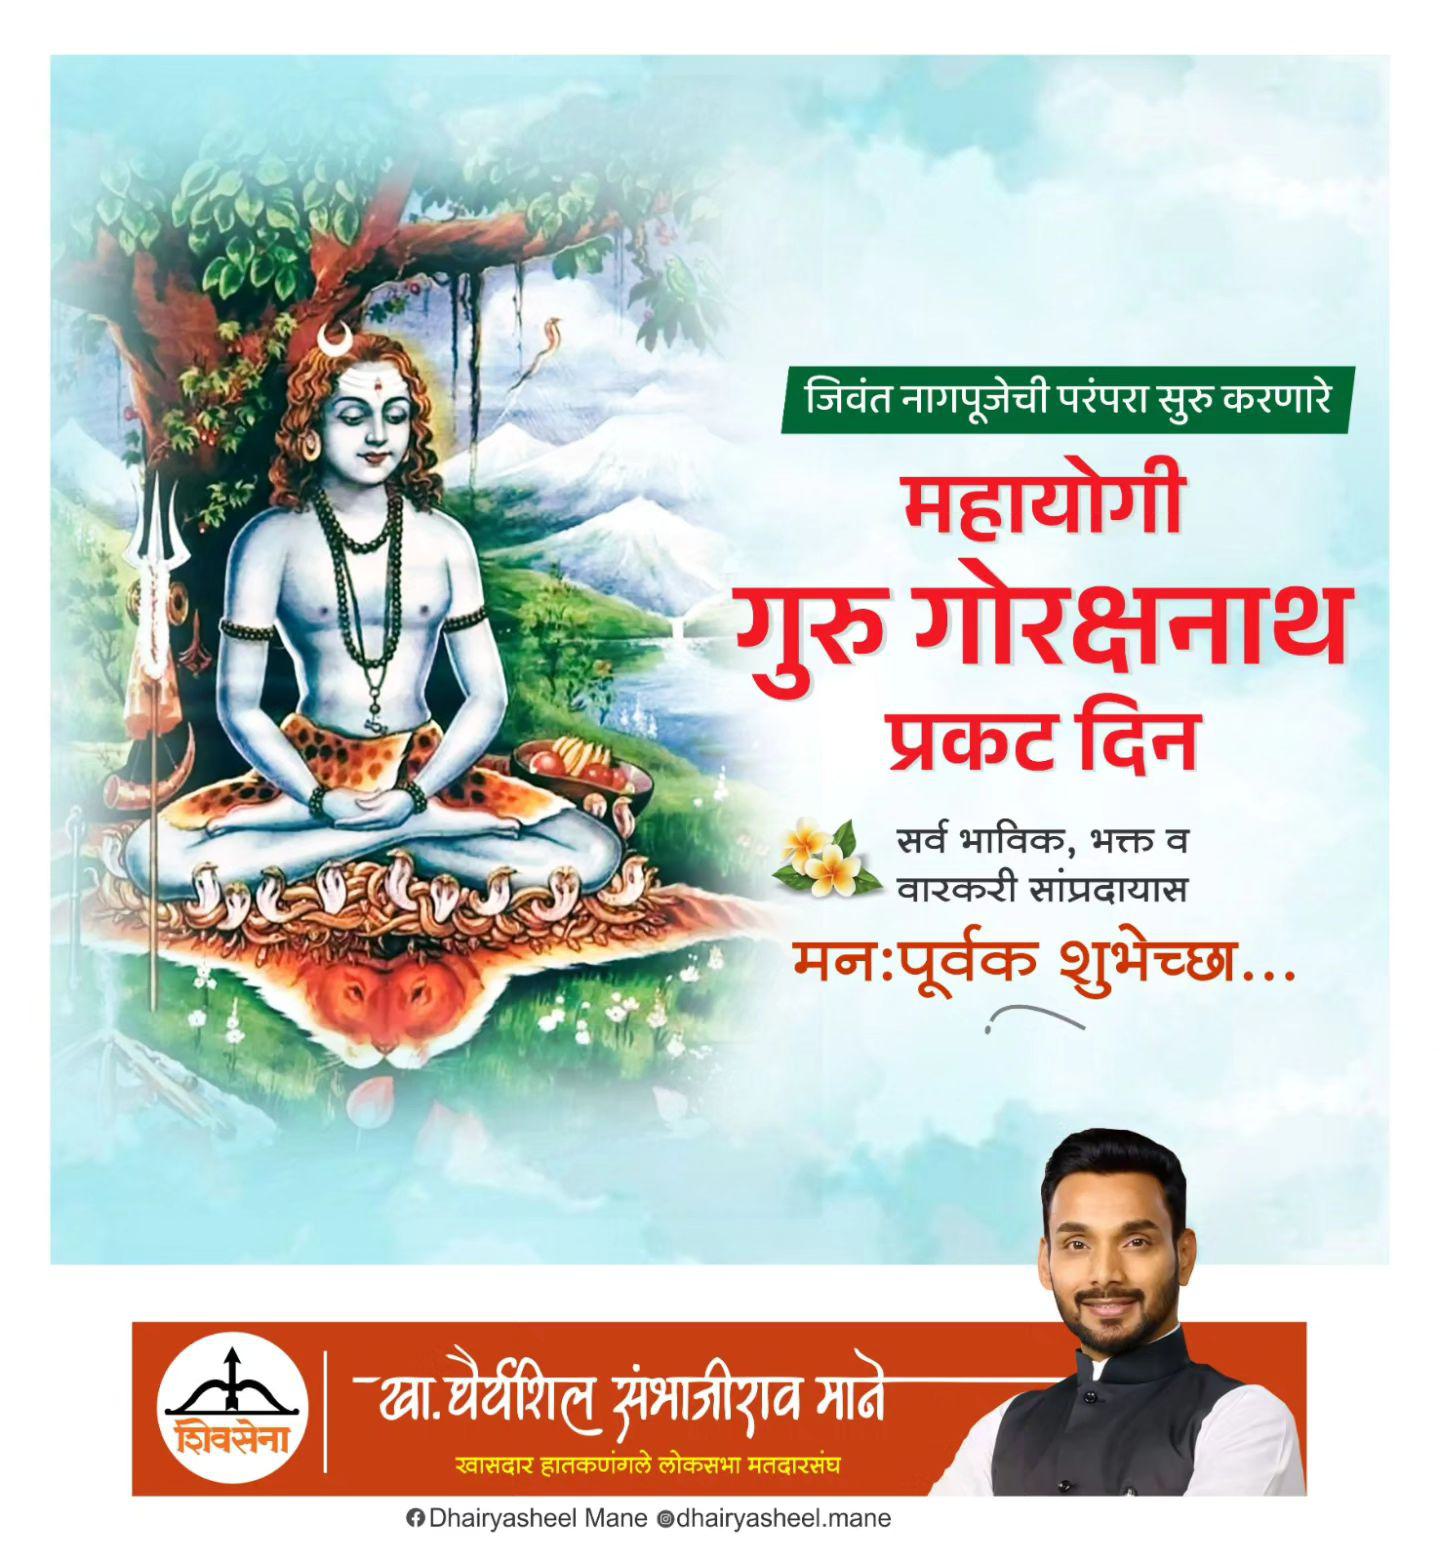 जिवंत नागपूजेची परंपरा सुरु करणारे
महायोगी
गुरु गोरक्षनाथ
प्रकट दिन
सर्व भाविक, भक्त व
वारकरी सांप्रदायास
मन:पूर्वक शुभेच्छा...
शिवसेना
खा. धैर्यशिल संभाजीराव माने
खासदार हातकणंगले लोकसभा मतदारसंघ
Dhairyasheel Mane dhairyasheel.mane